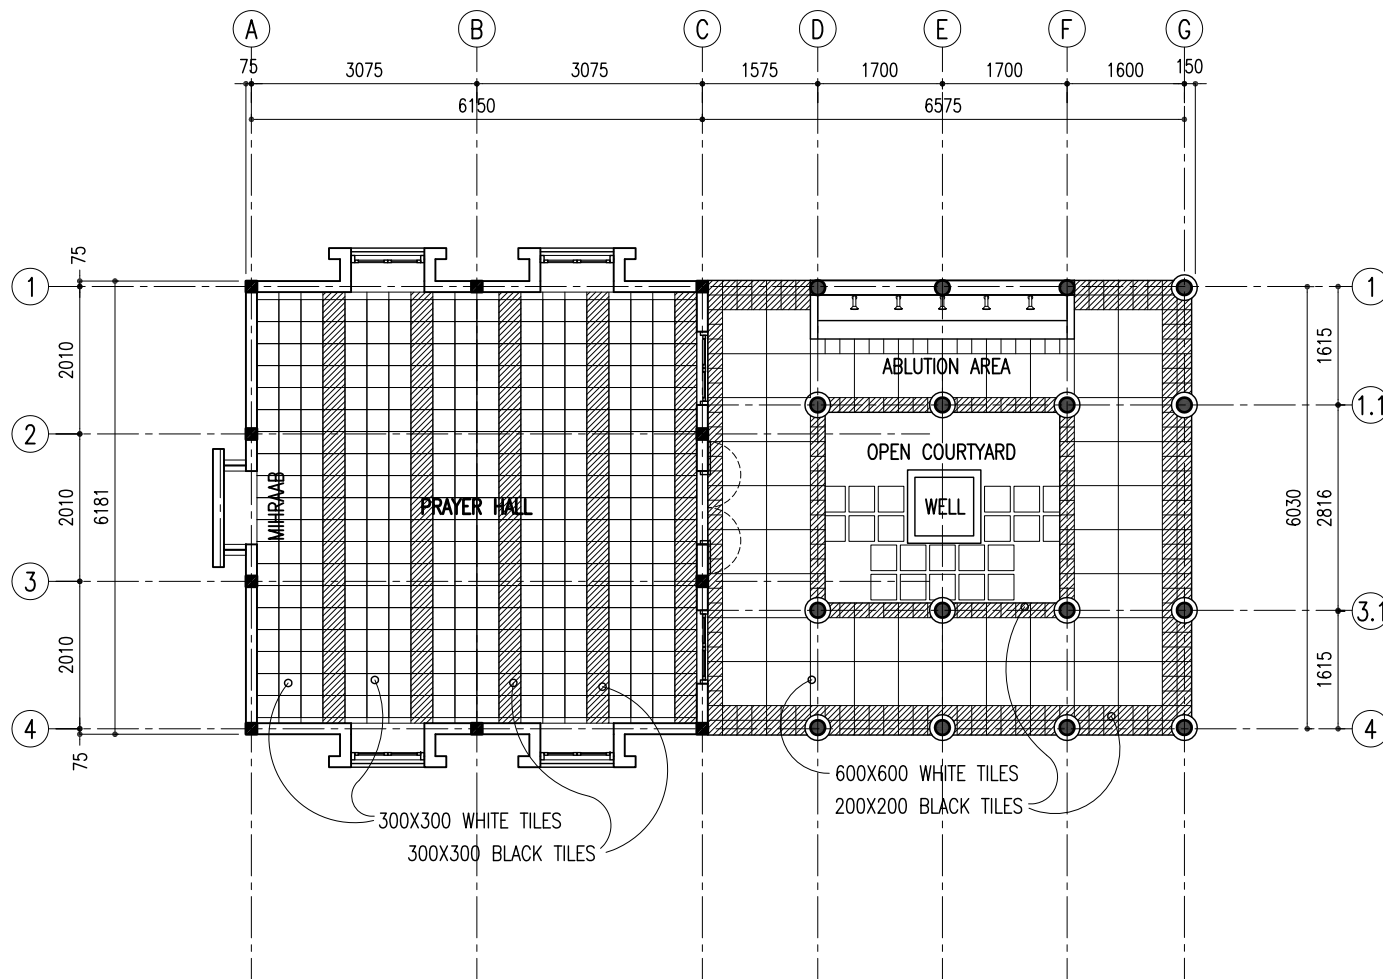 A B C D E F G
75 3075 3075 1575 1700 1700 1600 150
6150 6575
75
1 1
2010 1615
ABLUTION AREA
1.1
2
OPEN COURTYARD
MIHRAAB
PRAYER HALL
WELL
2010 6181 6030 2816
3
3.1
2010 1615
4 4
75
600X600 WHITE TILES
200X200 BLACK TILES
300X300 WHITE TILES
300X300 BLACK TILES